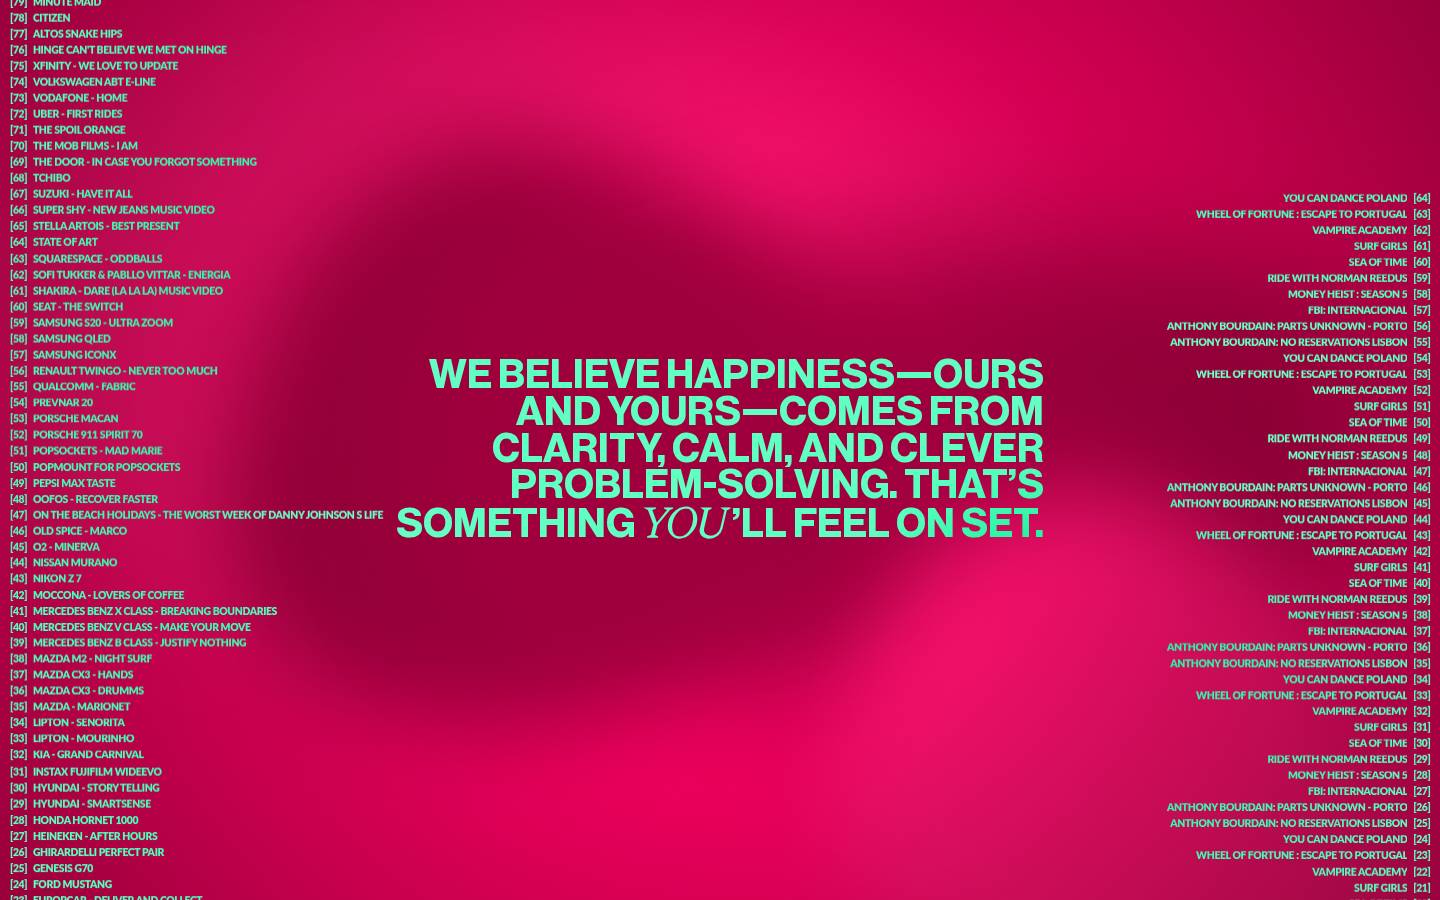 [79] MINUTE MAID
[78] CITIZEN
[77] ALTOS SNAKE HIPS
[76] HINGE CAN'T BELIEVE WE MET ON HINGE
[75] XFINITY - WE LOVE TO UPDATE
[74] VOLKSWAGEN ABT E-LINE
[73] VODAFONE - HOME
[72] UBER - FIRST RIDES
[71] THE SPOIL ORANGE
[70] THE MOB FILMS - I AM
[69] THE DOOR - IN CASE YOU FORGOT SOMETHING
[68] TCHIBO
[67] SUZUKI - HAVE IT ALL
[66] SUPER SHY - NEW JEANS MUSIC VIDEO
[65] STELLA ARTOIS - BEST PRESENT
[64] STATE OF ART
[63] SQUARESPACE - ODDBALLS
[62] SOFI TUKKER & PABLLO VITTAR - ENERGIA
[61] SHAKIRA - DARE (LA LA LA) MUSIC VIDEO
[60] SEAT - THE SWITCH
[59] SAMSUNG S20 - ULTRA ZOOM
[58] SAMSUNG QLED
[57] SAMSUNG ICONX
[56] RENAULT TWINGO - NEVER TOO MUCH
[55] QUALCOMM - FABRIC
[54] PREVNAR 20
[53] PORSCHE MACAN
[52] PORSCHE 911 SPIRIT 70
[51] POPSOCKETS - MAD MARIE
[50] POPMOUNT FOR POPSOCKETS
[49] PEPSI MAX TASTE
[48] OOFOS - RECOVER FASTER
[47] ON THE BEACH HOLIDAYS - THE WORST WEEK OF DANNY JOHNSON S LIFE
[46] OLD SPICE - MARCO
[45] O2 - MINERVA
[44] NISSAN MURANO
[43] NIKON Z 7
[42] MOCCONA - LOVERS OF COFFEE
[41] MERCEDES BENZ X CLASS - BREAKING BOUNDARIES
[40] MERCEDES BENZ V CLASS - MAKE YOUR MOVE
[39] MERCEDES BENZ B CLASS - JUSTIFY NOTHING
[38] MAZDA M2 - NIGHT SURF
[37] MAZDA CX3 - HANDS
[36] MAZDA CX3 - DRUMMS
[35] MAZDA - MARIONET
[34] LIPTON - SENORITA
[33] LIPTON - MOURINHO
[32] KIA - GRAND CARNIVAL
[31] INSTAX FUJIFILM WIDEEVO
[30] HYUNDAI - STORYTELLING
[29] HYUNDAI - SMARTSENSE
[28] HONDA HORNET 1000
[27] HEINEKEN - AFTER HOURS
[26] GHIRARDELLI PERFECT PAIR
[25] GENESIS G70
[24] FORD MUSTANG
[23] EUROPCAR - DELIVER AND COLLECT
WE BELIEVE HAPPINESS—OURS
AND YOURS—COMES FROM
CLARITY, CALM, AND CLEVER
PROBLEM-SOLVING. THAT'S
SOMETHING YOU'LL FEEL ON SET.
YOU CAN DANCE POLAND [64]
WHEEL OF FORTUNE : ESCAPE TO PORTUGAL [63]
VAMPIRE ACADEMY [62]
SURF GIRLS [61]
SEA OF TIME [60]
RIDE WITH NORMAN REEDUS [59]
MONEY HEIST : SEASON 5 [58]
FBI: INTERNACIONAL [57]
ANTHONY BOURDAIN: PARTS UNKNOWN - PORTO [56]
ANTHONY BOURDAIN: NO RESERVATIONS LISBON [55]
YOU CAN DANCE POLAND [54]
WHEEL OF FORTUNE : ESCAPE TO PORTUGAL [53]
VAMPIRE ACADEMY [52]
SURF GIRLS [51]
SEA OF TIME [50]
RIDE WITH NORMAN REEDUS [49]
MONEY HEIST : SEASON 5 [48]
FBI: INTERNACIONAL [47]
ANTHONY BOURDAIN: PARTS UNKNOWN - PORTO [46]
ANTHONY BOURDAIN: NO RESERVATIONS LISBON [45]
YOU CAN DANCE POLAND [44]
WHEEL OF FORTUNE : ESCAPE TO PORTUGAL [43]
VAMPIRE ACADEMY [42]
SURF GIRLS [41]
SEA OF TIME [40]
RIDE WITH NORMAN REEDUS [39]
MONEY HEIST : SEASON 5 [38]
FBI: INTERNACIONAL [37]
ANTHONY BOURDAIN: PARTS UNKNOWN - PORTO [36]
ANTHONY BOURDAIN: NO RESERVATIONS LISBON [35]
YOU CAN DANCE POLAND [34]
WHEEL OF FORTUNE : ESCAPE TO PORTUGAL [33]
VAMPIRE ACADEMY [32]
SURF GIRLS [31]
SEA OF TIME [30]
RIDE WITH NORMAN REEDUS [29]
MONEY HEIST : SEASON 5 [28]
FBI: INTERNACIONAL [27]
ANTHONY BOURDAIN: PARTS UNKNOWN - PORTO [26]
ANTHONY BOURDAIN: NO RESERVATIONS LISBON [25]
YOU CAN DANCE POLAND [24]
WHEEL OF FORTUNE : ESCAPE TO PORTUGAL [23]
VAMPIRE ACADEMY [22]
SURF GIRLS [21]